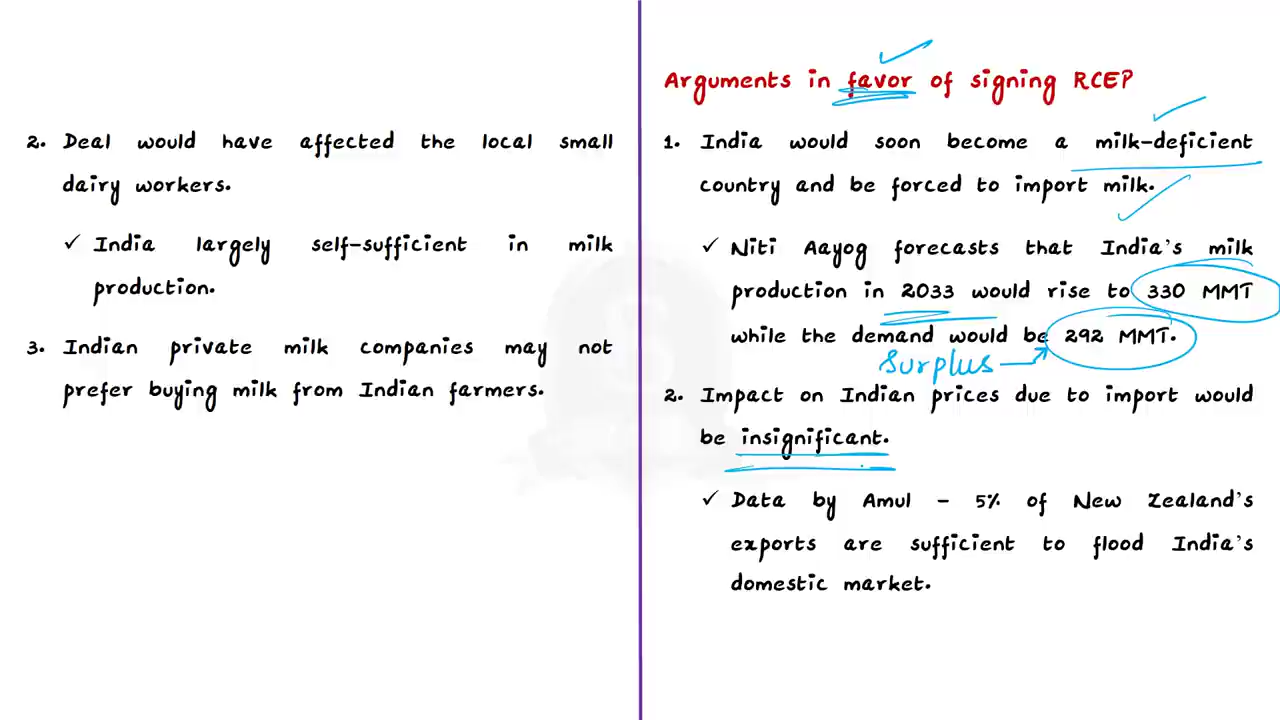 2. Deal would have affected the local small
dairy workers.
✓ India largely self-sufficient in milk
production.
3. Indian private milk companies may not
prefer buying milk from Indian farmers.
Arguments in favor of signing RCEP
1. India would soon become a milk-deficient
country and be forced to import milk.
✓ Niti Aayog forecasts that India's milk
production in 2033 would rise to 330 MMT
while the demand would be 292 MMT.
Surplus
2. Impact on Indian prices due to import would
be insignificant.
✓ Data by Amul - 5% of New Zealand's
exports are sufficient to flood India's
domestic market.